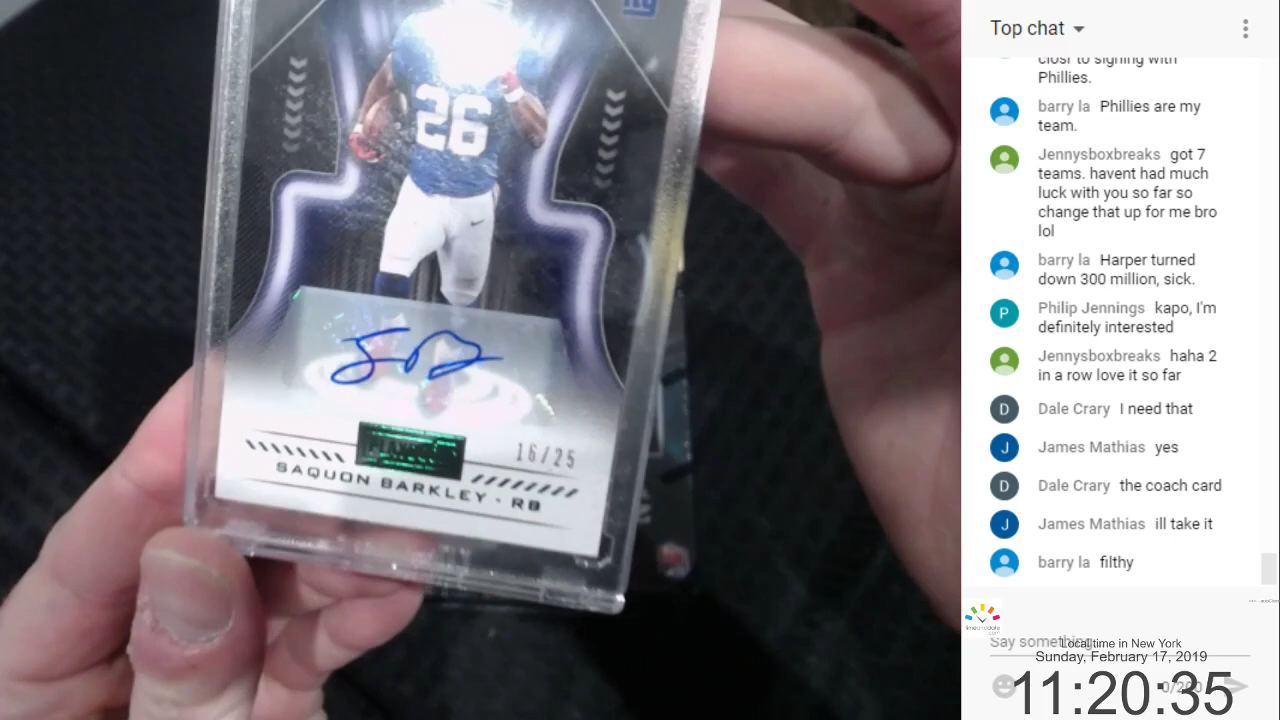 26
16/25
SAQUON BARKLEY - RB
Top chat
close to signing with
Phillies.
barry la Phillies are my
team.
Jennysboxbreaks got 7
teams. havent had much
luck with you so far so
change that up for me bro
lol
barry la Harper turned
down 300 million, sick.
P
Philip Jennings kapo, I'm
definitely interested
Jennysboxbreaks haha 2
in a row love it so far
D
Dale Crary I need that
J
James Mathias yes
D
Dale Crary the coach card
J
James Mathias ill take it
barry la filthy
Say something...
Local time in New York
Sunday, February 17, 2019
11:20:35